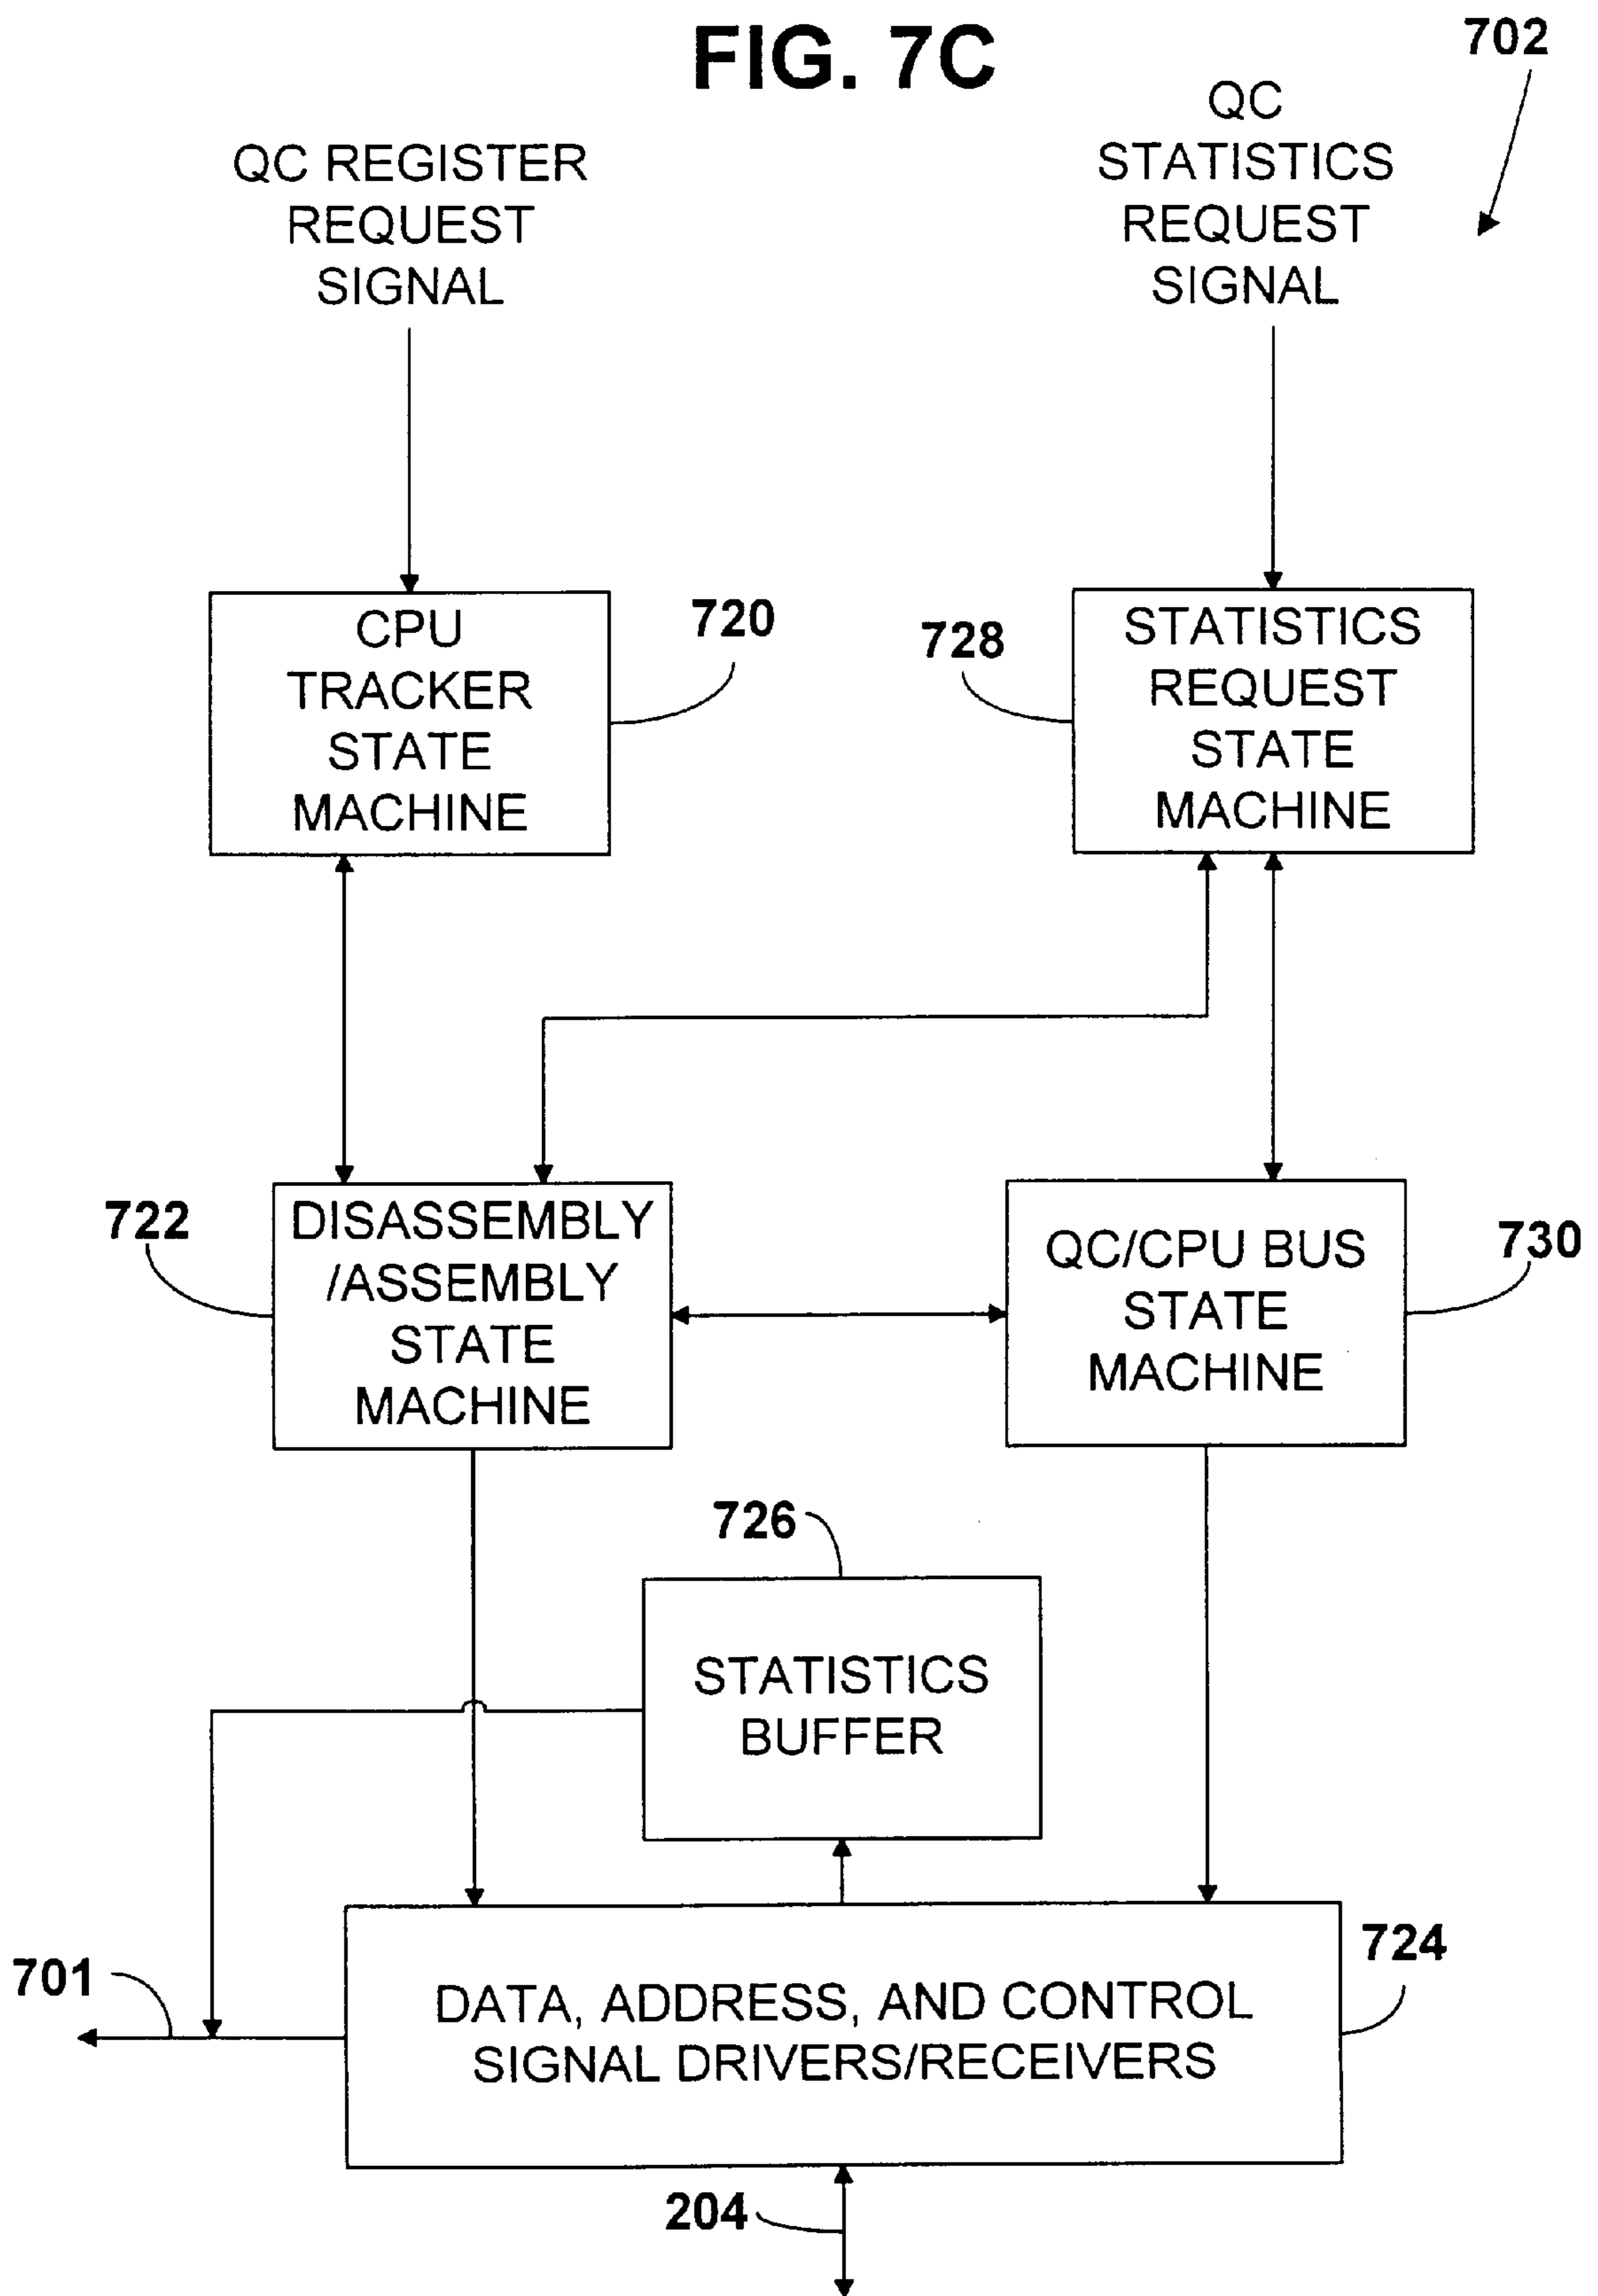 FIG. 7C
702
QC REGISTER
REQUEST
SIGNAL
QC
STATISTICS
REQUEST
SIGNAL
CPU
TRACKER
STATE
MACHINE
720
728
STATISTICS
REQUEST
STATE
MACHINE
722
DISASSEMBLY
/ASSEMBLY
STATE
MACHINE
QC/CPU BUS
STATE
MACHINE
730
726
STATISTICS
BUFFER
701
DATA, ADDRESS, AND CONTROL
SIGNAL DRIVERS/RECEIVERS
724
204